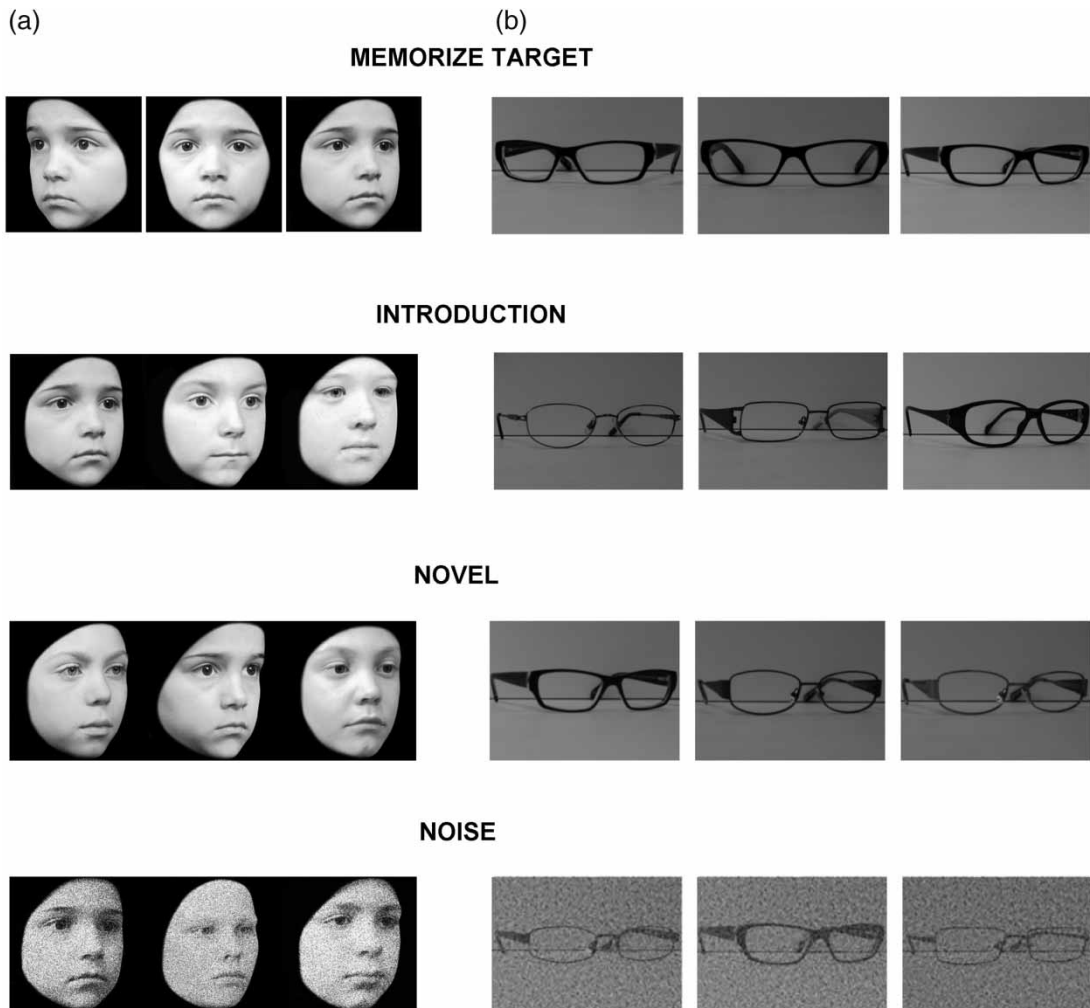 (a)
(b)
MEMORIZE TARGET
INTRODUCTION
NOVEL
NOISE